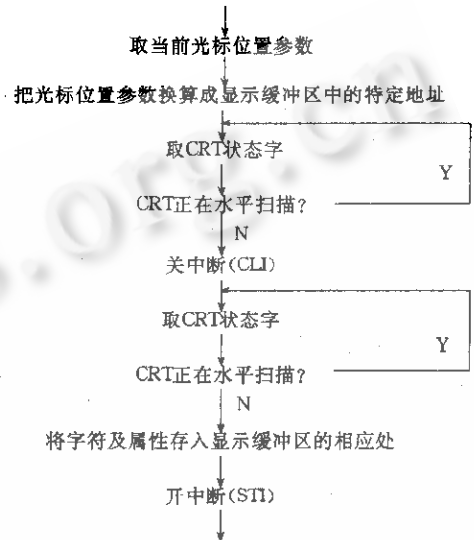 取当前光标位置参数
把光标位置参数换算成显示缓冲区中的特定地址
取CRT状态字
Y
CRT正在水平扫描?
N
关中断(CLI)
取CRT状态字
Y
CRT正在水平扫描?
N
将字符及属性存入显示缓冲区的相应处
开中断(STI)
.org.cn